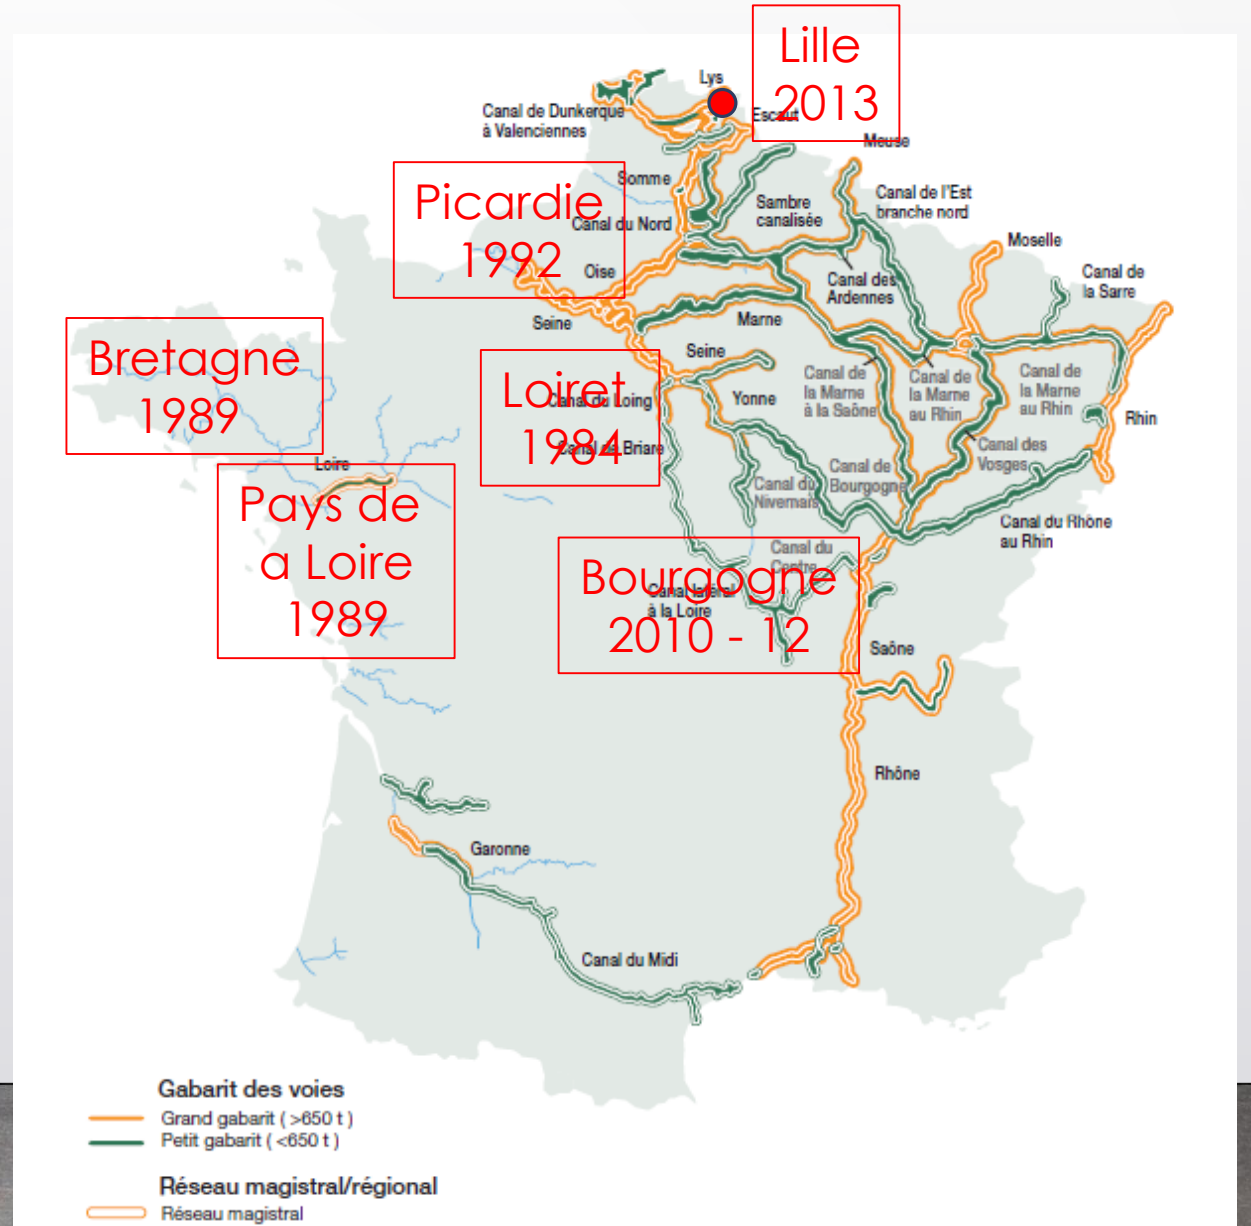 Lille
2013
Lys
Canal de Dunkerque
à Valenciennes
Escaut
Meuse
Picardie
1992
Somme
Canal du Nord
Oise
Sambre
canalisée
Canal de l'Est
branche nord
Moselle
Canal de
la Sarre
Canal des
Ardennes
Seine
Marne
Bretagne
1989
Loiret
1984
Canal du Loing
Canal de Briare
Seine
Yonne
Canal de
la Marne
à la Saône
Canal de
la Marne
au Rhin
Canal de
la Marne
au Rhin
Rhin
Canal des
Vosges
Canal de
Bourgogne
Canal du
Nivernais
Loire
Pays de
a Loire
1989
Canal du Rhône
au Rhin
Canal du
Centre
Bourgogne
2010 - 12
Canal latéral
à la Loire
Saône
Rhône
Garonne
Canal du Midi
Gabarit des voies
Grand gabarit ( >650 t )
Petit gabarit ( <650 t )
Réseau magistral/régional
Réseau magistral